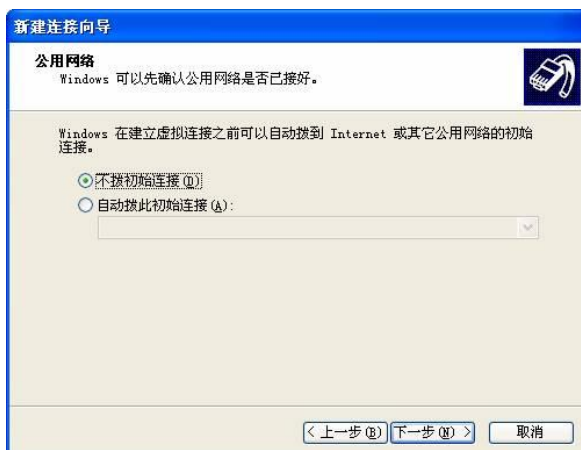 新建连接向导
公用网络
Windows 可以先确认公用网络是否已接好。
Windows 在建立虚拟连接之前可以自动拨到 Internet 或其它公用网络的初始
连接。
不拨初始连接(D)
自动拨此初始连接(A):
< 上一步(B) 下一步(N) > 取消